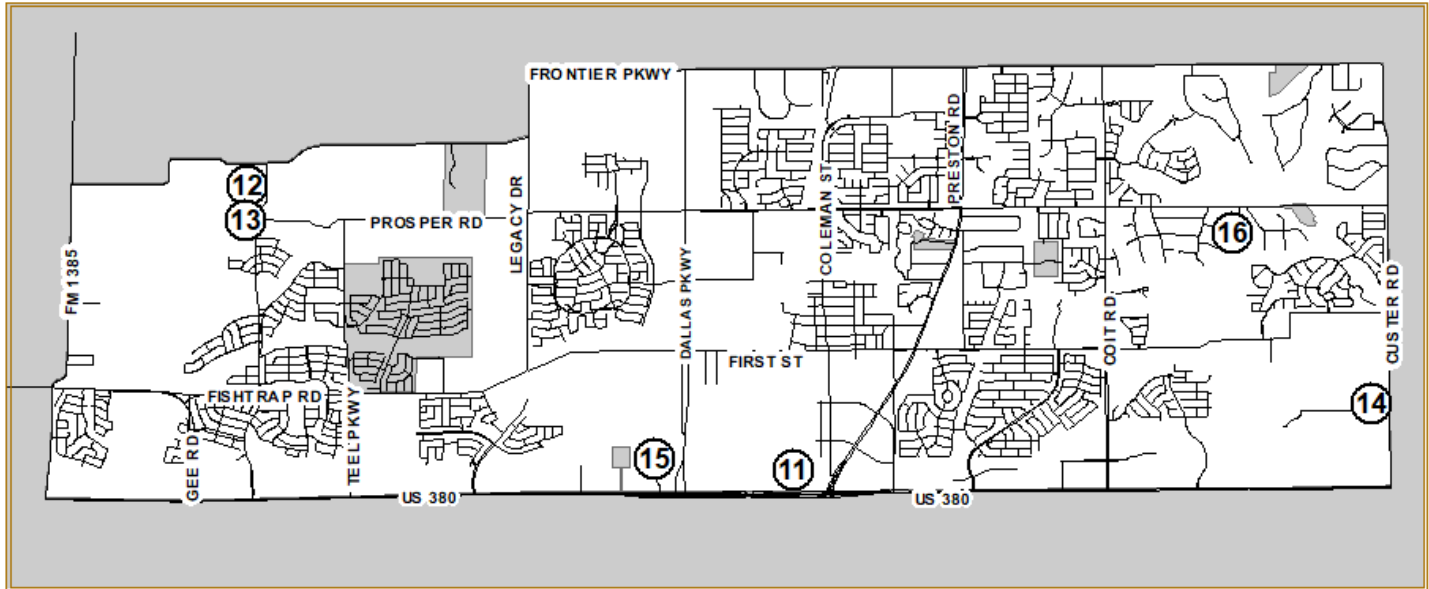 FRONTIER PKWY
PRESTON RD
12
COLEMAN ST
LEGACY DR
13
PROSPER RD
16
FM 1385
DALLAS PKWY
COIT RD
CUSTER RD
FIRST ST
FISHTRAP RD
TEEL PKWY
14
GEE RD
15
11
US 380
US 380